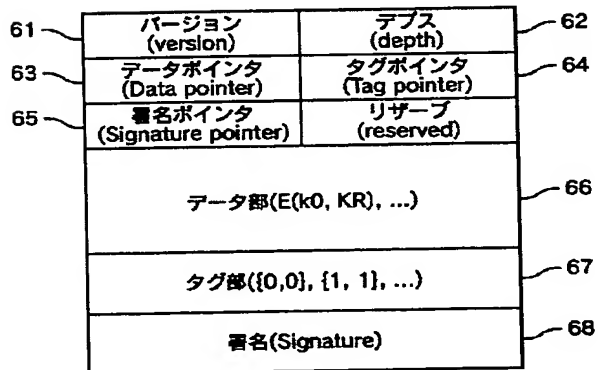 61 バージョン デプス 62
(version) (depth)
63 データポインタ タグポインタ 64
(Data pointer) (Tag pointer)
65 署名ポインタ リザーブ
(Signature pointer) (reserved)
データ部(E(k0, KR), ...) 66
タグ部({0,0}, {1, 1}, ...) 67
署名(Signature) 68